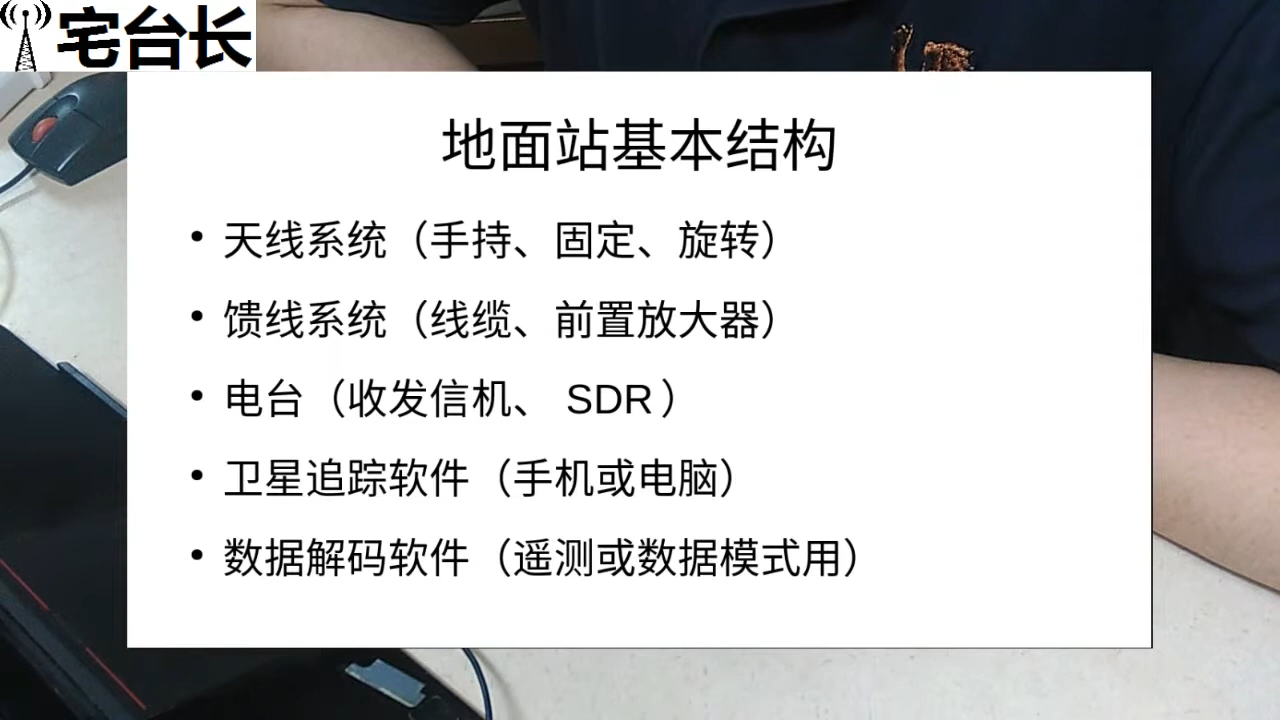 宅台长
地面站基本结构
• 天线系统（手持、固定、旋转）
• 馈线系统（线缆、前置放大器）
• 电台（收发信机、 SDR ）
• 卫星追踪软件（手机或电脑）
• 数据解码软件（遥测或数据模式用）